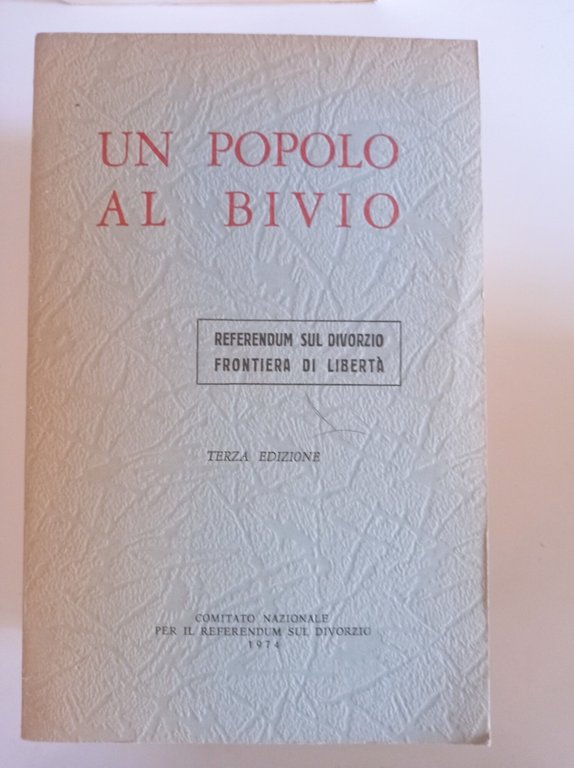 UN POPOLO
AL BIVIO
REFERENDUM SUL DIVORZIO
FRONTIERA DI LIBERTÀ
TERZA EDIZIONE
COMITATO NAZIONALE
PER IL REFERENDUM SUL DIVORZIO
1974